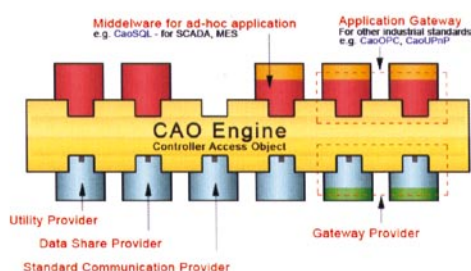 Middelware for ad-hoc application
e.g. CaoSQL - for SCADA, MES
Application Gateway
For other industrial standards
e.g. CaoOPC, CaoUPnP
CAO Engine
Controller Access Object
Utility Provider
Data Share Provider
Standard Communication Provider
Gateway Provider